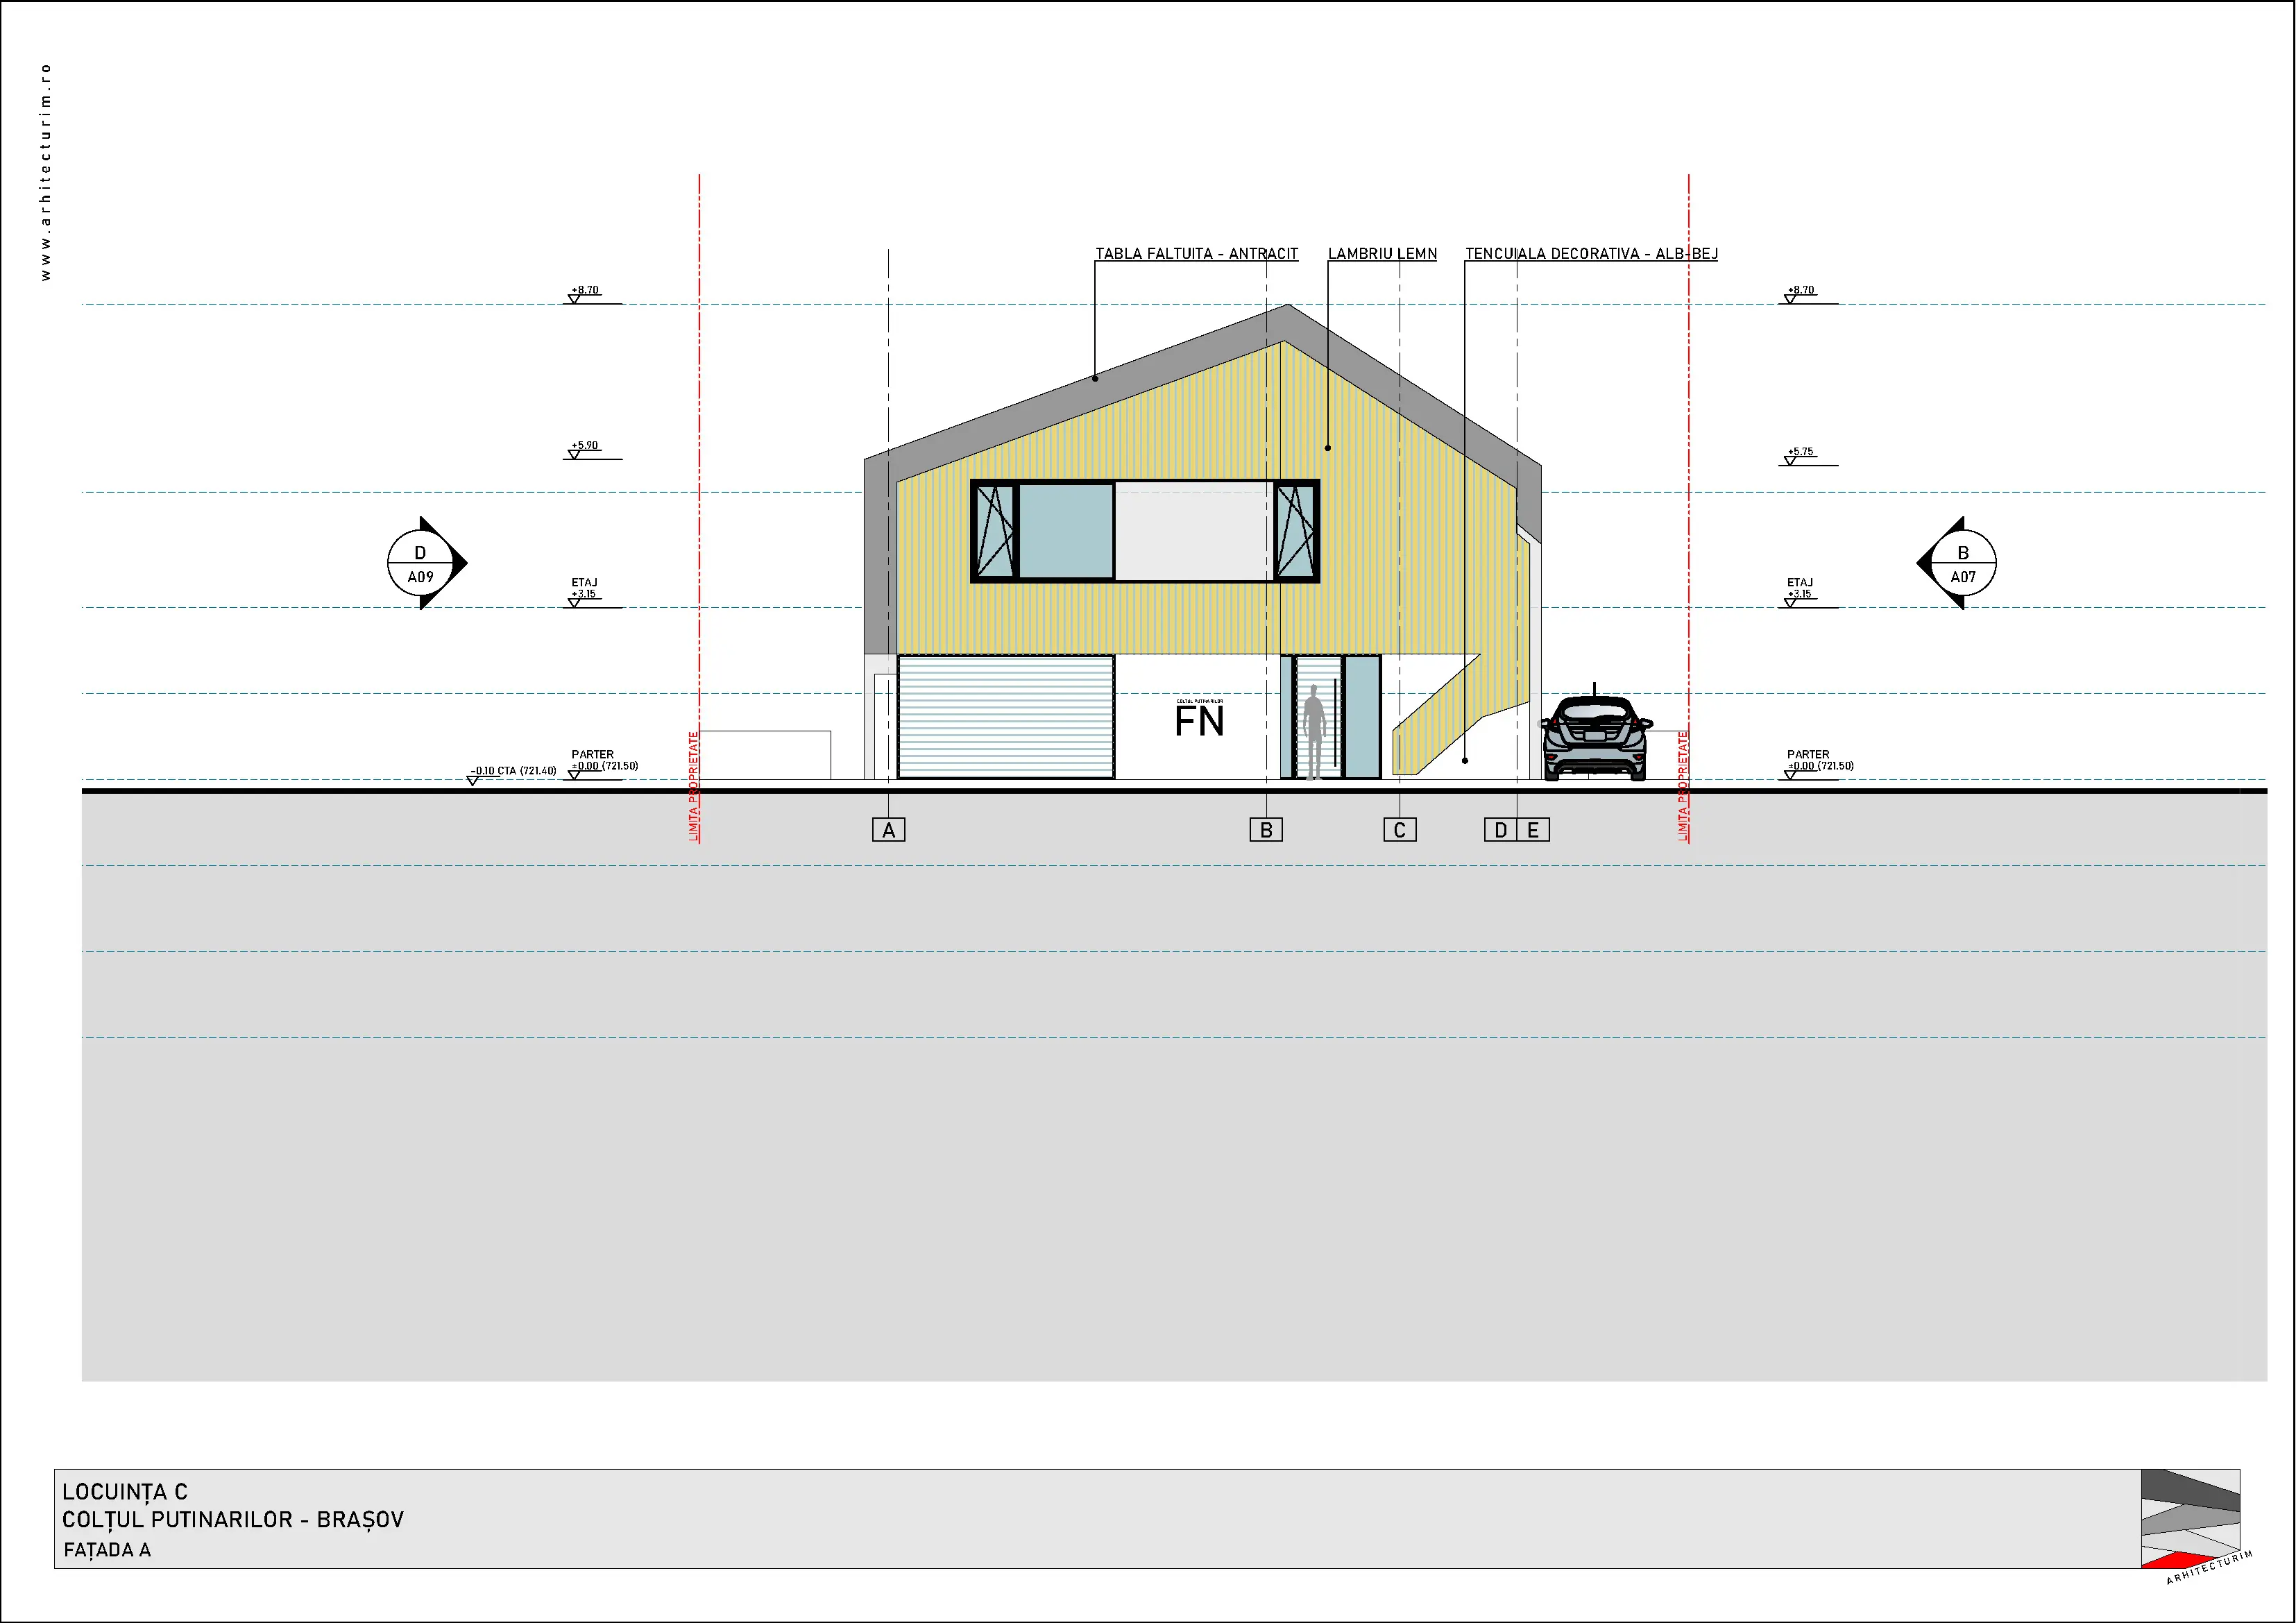 www.arhitecturim.ro
TABLA FALTUITA - ANTRACIT
LAMBRIU LEMN
TENCUIALA DECORATIVA - ALB-BEJ
+8.70
+8.70
+5.90
+5.75
D
A09
B
A07
ETAJ
+3.15
ETAJ
+3.15
COLTUL PUTINARILOR
FN
PARTER
±0.00 (721.50)
-0.10 CTA (721.40)
PARTER
±0.00 (721.50)
LIMITA PROPRIETATE
LIMITA PROPRIETATE
A
B
C
D
E
LOCUINȚA C
COLȚUL PUTINARILOR - BRAȘOV
FAȚADA A
ARHITECTURIM